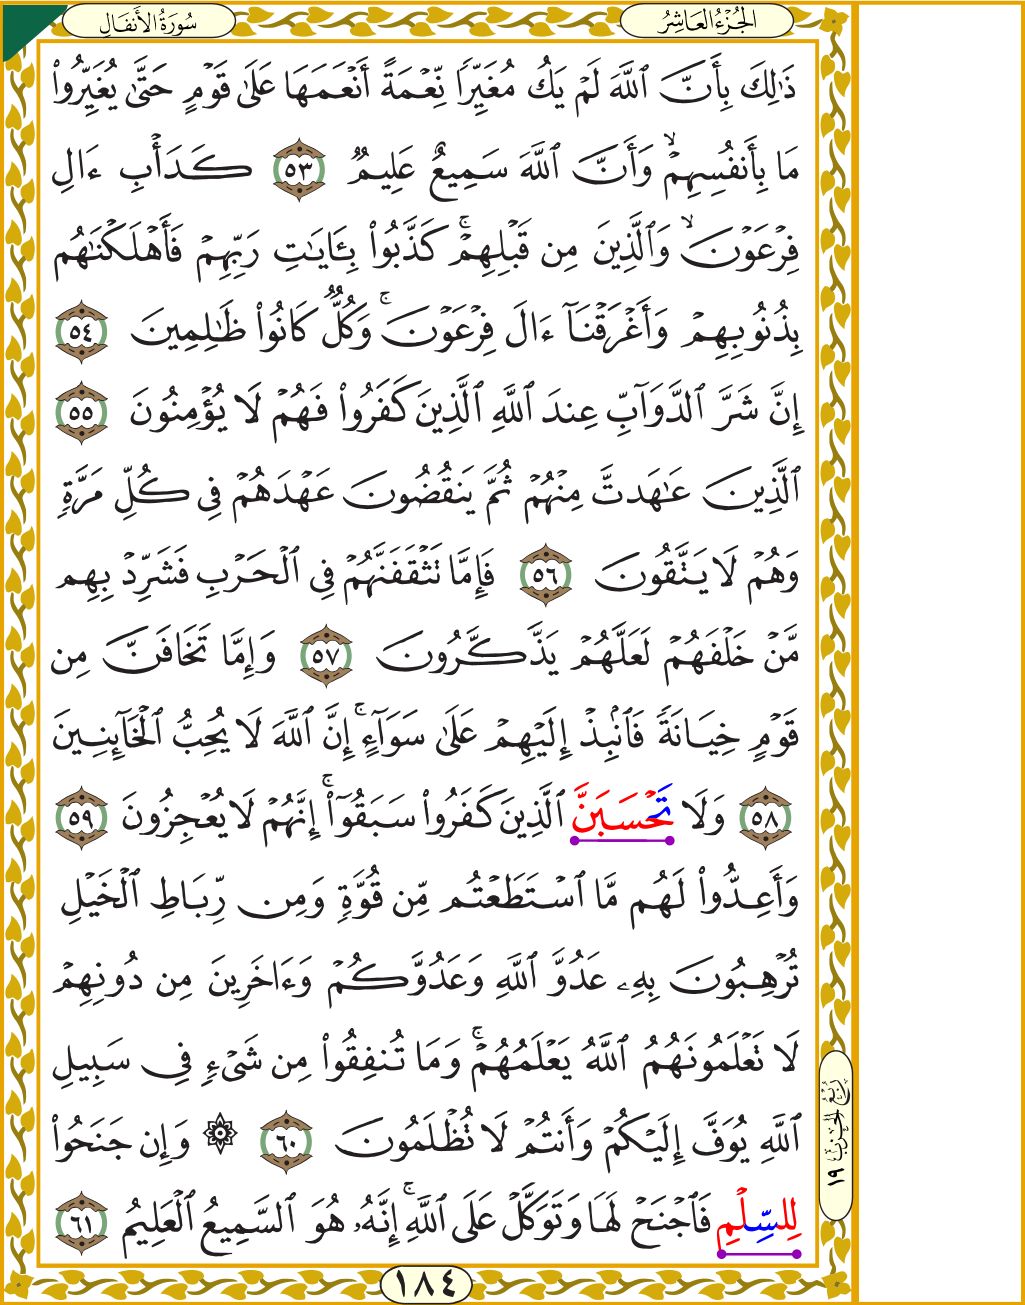 الجُزْءُ العَاشِرُ
سُورَةُ الأَنفَالِ
ذَٰلِكَ بِأَنَّ ٱللَّهَ لَمْ يَكُ مُغَيِّرًا نِّعْمَةً أَنْعَمَهَا عَلَىٰ قَوْمٍ حَتَّىٰ يُغَيِّرُوا۟
مَا بِأَنفُسِهِمْ ۙ وَأَنَّ ٱللَّهَ سَمِيعٌ عَلِيمٌ ٥٣ كَدَأْبِ ءَالِ
فِرْعَوْنَ ۙ وَٱلَّذِينَ مِن قَبْلِهِمْ ۚ كَذَّبُوا۟ بِـَٔايَـٰتِ رَبِّهِمْ فَأَهْلَكْنَـٰهُم
بِذُنُوبِهِمْ وَأَغْرَقْنَآ ءَالَ فِرْعَوْنَ ۚ وَكُلٌّ كَانُوا۟ ظَـٰلِمِينَ ٥٤
إِنَّ شَرَّ ٱلدَّوَآبِّ عِندَ ٱللَّهِ ٱلَّذِينَ كَفَرُوا۟ فَهُمْ لَا يُؤْمِنُونَ ٥٥
ٱلَّذِينَ عَـٰهَدتَّ مِنْهُمْ ثُمَّ يَنقُضُونَ عَهْدَهُمْ فِى كُلِّ مَرَّةٍ
وَهُمْ لَا يَتَّقُونَ ٥٦ فَإِمَّا تَثْقَفَنَّهُمْ فِى ٱلْحَرْبِ فَشَرِّدْ بِهِم
مَّنْ خَلْفَهُمْ لَعَلَّهُمْ يَذَّكَّرُونَ ٥٧ وَإِمَّا تَخَافَنَّ مِن
قَوْمٍ خِيَانَةً فَٱنۢبِذْ إِلَيْهِمْ عَلَىٰ سَوَآءٍ ۚ إِنَّ ٱللَّهَ لَا يُحِبُّ ٱلْخَآئِنِينَ
٥٨ وَلَا تَحْسَبَنَّ ٱلَّذِينَ كَفَرُوا۟ سَبَقُوٓا۟ ۚ إِنَّهُمْ لَا يُعْجِزُونَ ٥٩
وَأَعِدُّوا۟ لَهُم مَّا ٱسْتَطَعْتُم مِّن قُوَّةٍ وَمِن رِّبَاطِ ٱلْخَيْلِ
تُرْهِبُونَ بِهِۦ عَدُوَّ ٱللَّهِ وَعَدُوَّكُمْ وَءَاخَرِينَ مِن دُونِهِمْ
لَا تَعْلَمُونَهُمُ ٱللَّهُ يَعْلَمُهُمْ ۚ وَمَا تُنفِقُوا۟ مِن شَىْءٍ فِى سَبِيلِ
ٱللَّهِ يُوَفَّ إِلَيْكُمْ وَأَنتُمْ لَا تُظْلَمُونَ ٦٠ ۞ وَإِن جَنَحُوا۟
لِلسِّلْمِ فَٱجْنَحْ لَهَا وَتَوَكَّلْ عَلَى ٱللَّهِ ۚ إِنَّهُۥ هُوَ ٱلسَّمِيعُ ٱلْعَلِيمُ ٦١
رُبْعُ الحِزْبِ ١٩
١٨٤